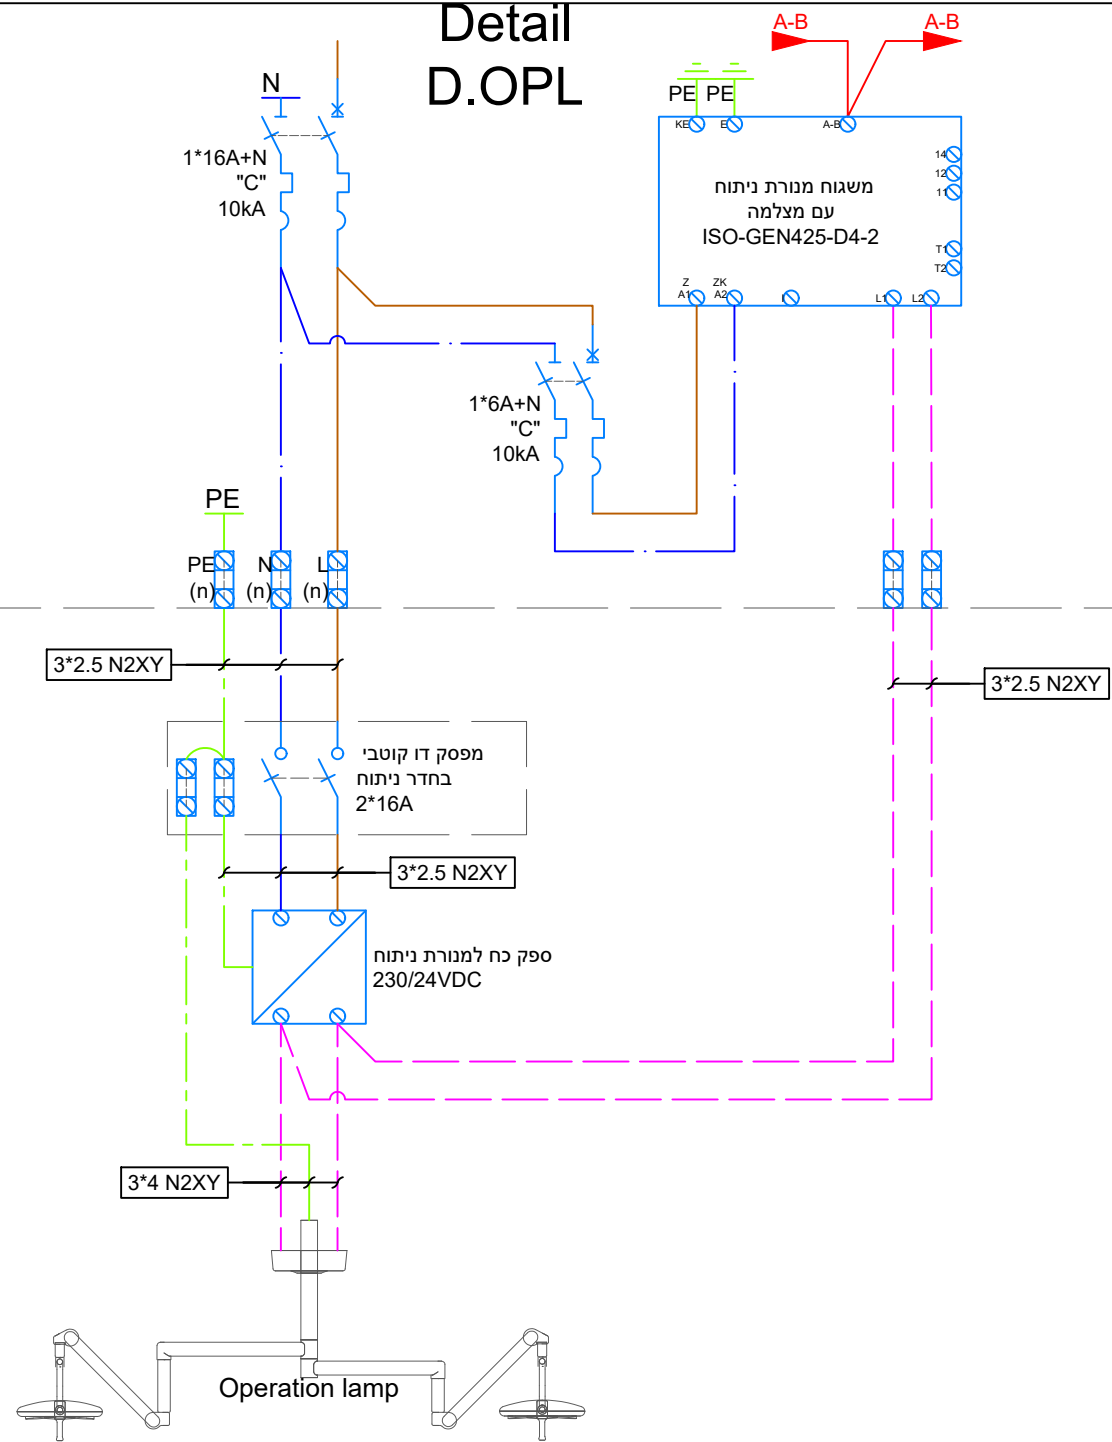 Detail
D.OPL
N
1*16A+N
"C"
10kA
A-B
A-B
PE
PE
KE
E
A-B
14
12
11
משגוח מנורת ניתוח
עם מצלמה
ISO-GEN425-D4-2
T1
T2
Z
A1
ZK
A2
L1
L2
1*6A+N
"C"
10kA
PE
PE
(n)
N
(n)
L
(n)
3*2.5 N2XY
3*2.5 N2XY
מפסק דו קוטבי
בחדר ניתוח
2*16A
3*2.5 N2XY
ספק כח למנורת ניתוח
230/24VDC
3*4 N2XY
Operation lamp